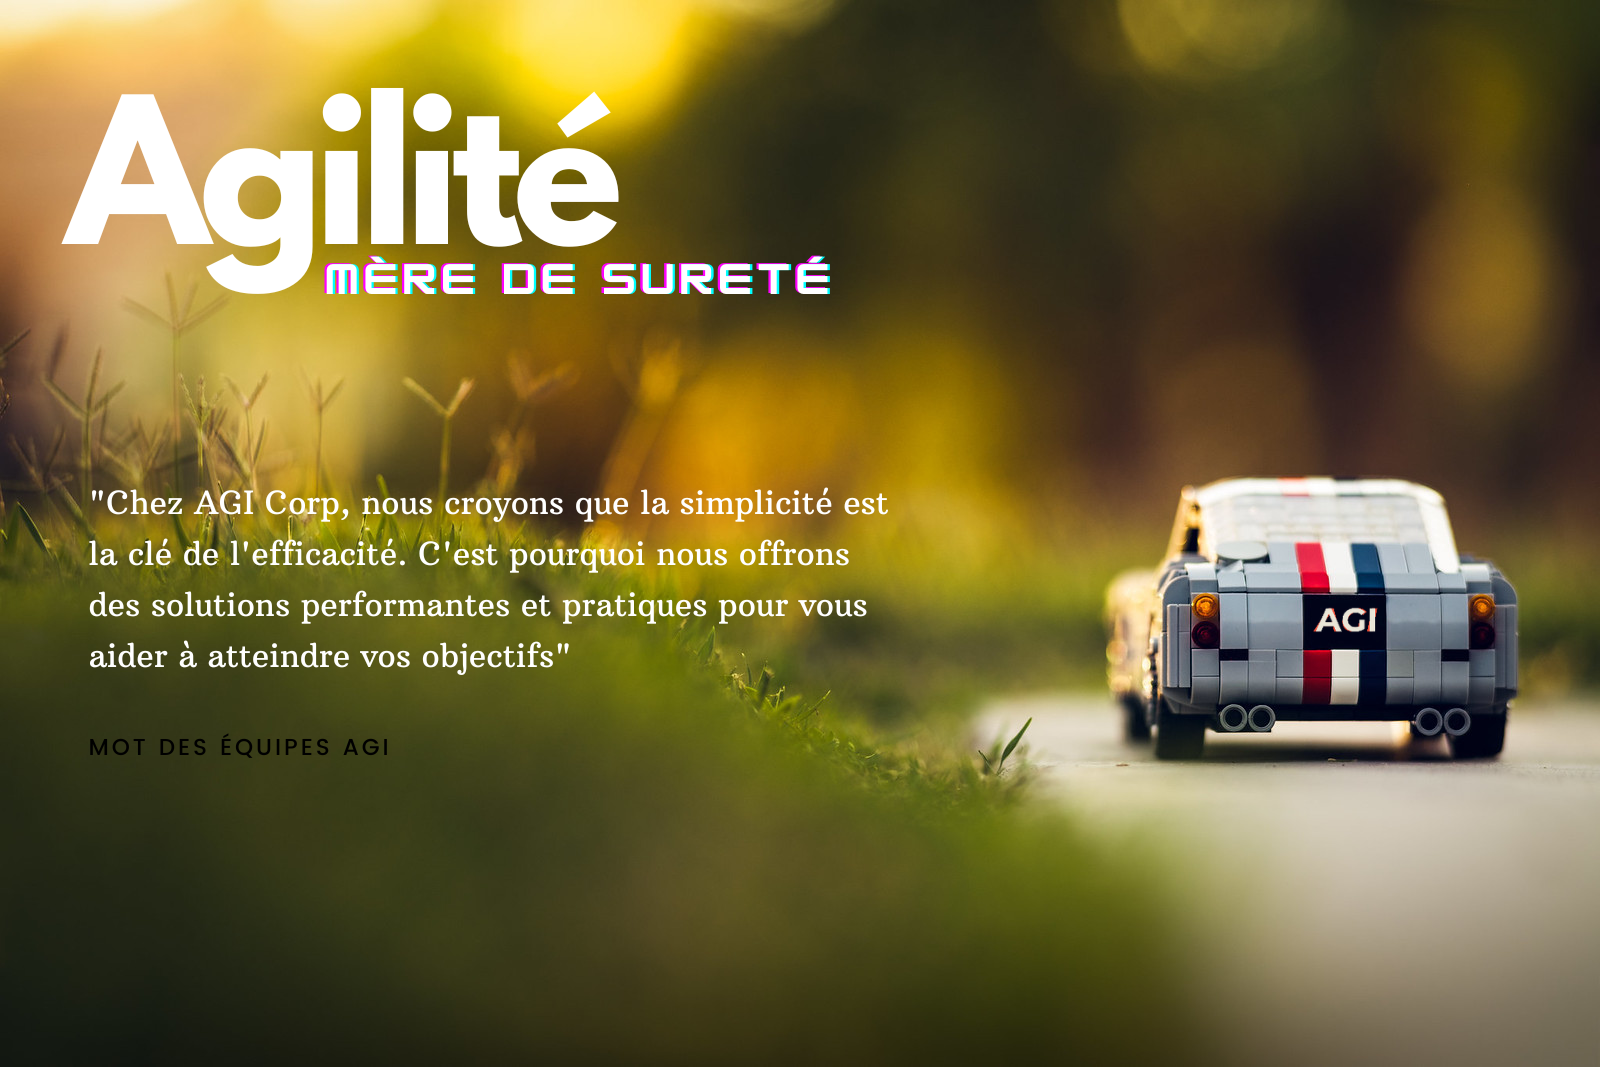 Agilité
MÈRE DE SURETÉ
"Chez AGI Corp, nous croyons que la simplicité est
la clé de l'efficacité. C'est pourquoi nous offrons
des solutions performantes et pratiques pour vous
aider à atteindre vos objectifs"
MOT DES ÉQUIPES AGI
AGI